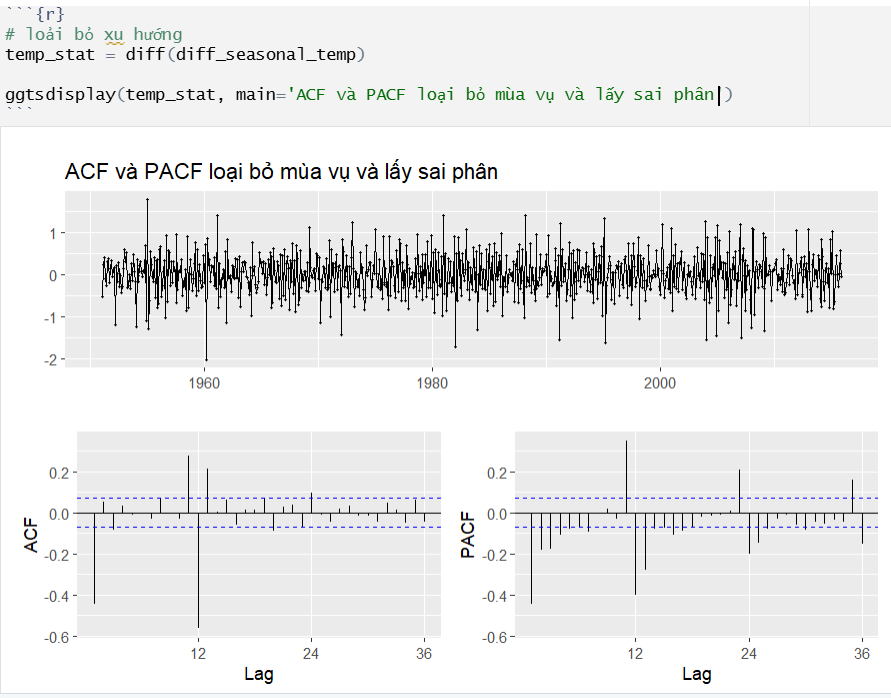 ```{r}
# loải bỏ xu hướng
temp_stat = diff(diff_seasonal_temp)
ggtsdisplay(temp_stat, main='ACF và PACF loại bỏ mùa vụ và lấy sai phân')
```
ACF và PACF loại bỏ mùa vụ và lấy sai phân
1
0
-1
-2
1960 1980 2000
ACF
0.2
0.0
-0.2
-0.4
-0.6
12 24 36
Lag
PACF
0.2
0.0
-0.2
-0.4
-0.6
12 24 36
Lag